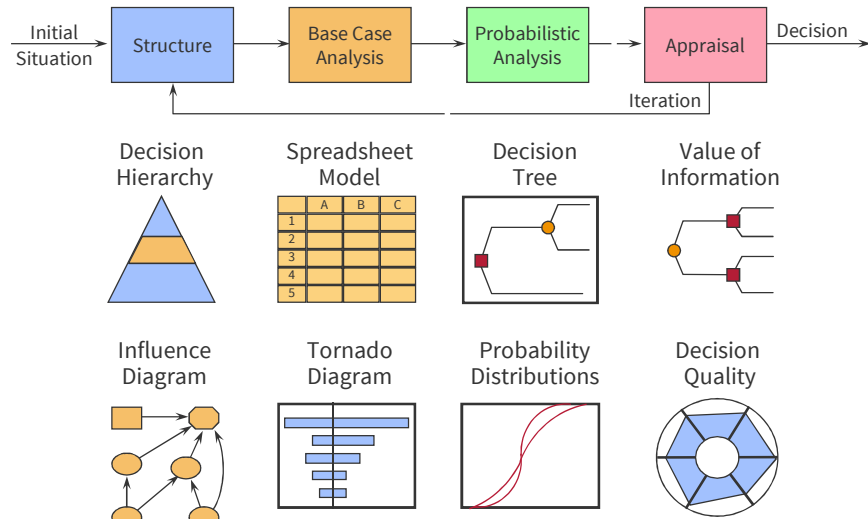 Initial
Situation
Structure
Base Case
Analysis
Probabilistic
Analysis
Appraisal
Decision
Iteration
Decision
Hierarchy
Spreadsheet
Model
Decision
Tree
Value of
Information
A B C
1
2
3
4
5
Influence
Diagram
Tornado
Diagram
Probability
Distributions
Decision
Quality